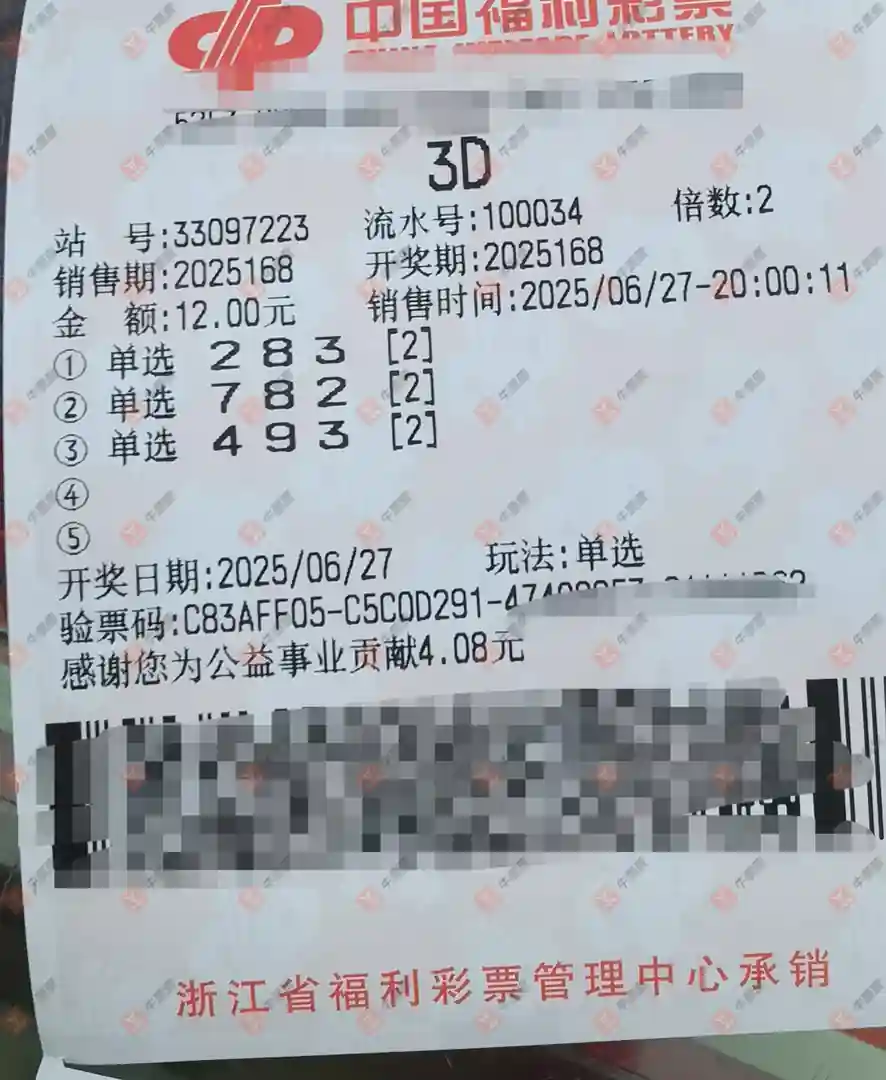 中国福利彩票
CHINA WELFARE LOTTERY
3D
站 号:33097223 流水号:100034 倍数:2
销售期:2025168 开奖期:2025168
金 额:12.00元 销售时间:2025/06/27-20:00:11
① 单选 2 8 3 [2]
② 单选 7 8 2 [2]
③ 单选 4 9 3 [2]
④
⑤
开奖日期:2025/06/27 玩法:单选
验票码:C83AFF05-C5C0D291-
感谢您为公益事业贡献4.08元
浙江省福利彩票管理中心承销